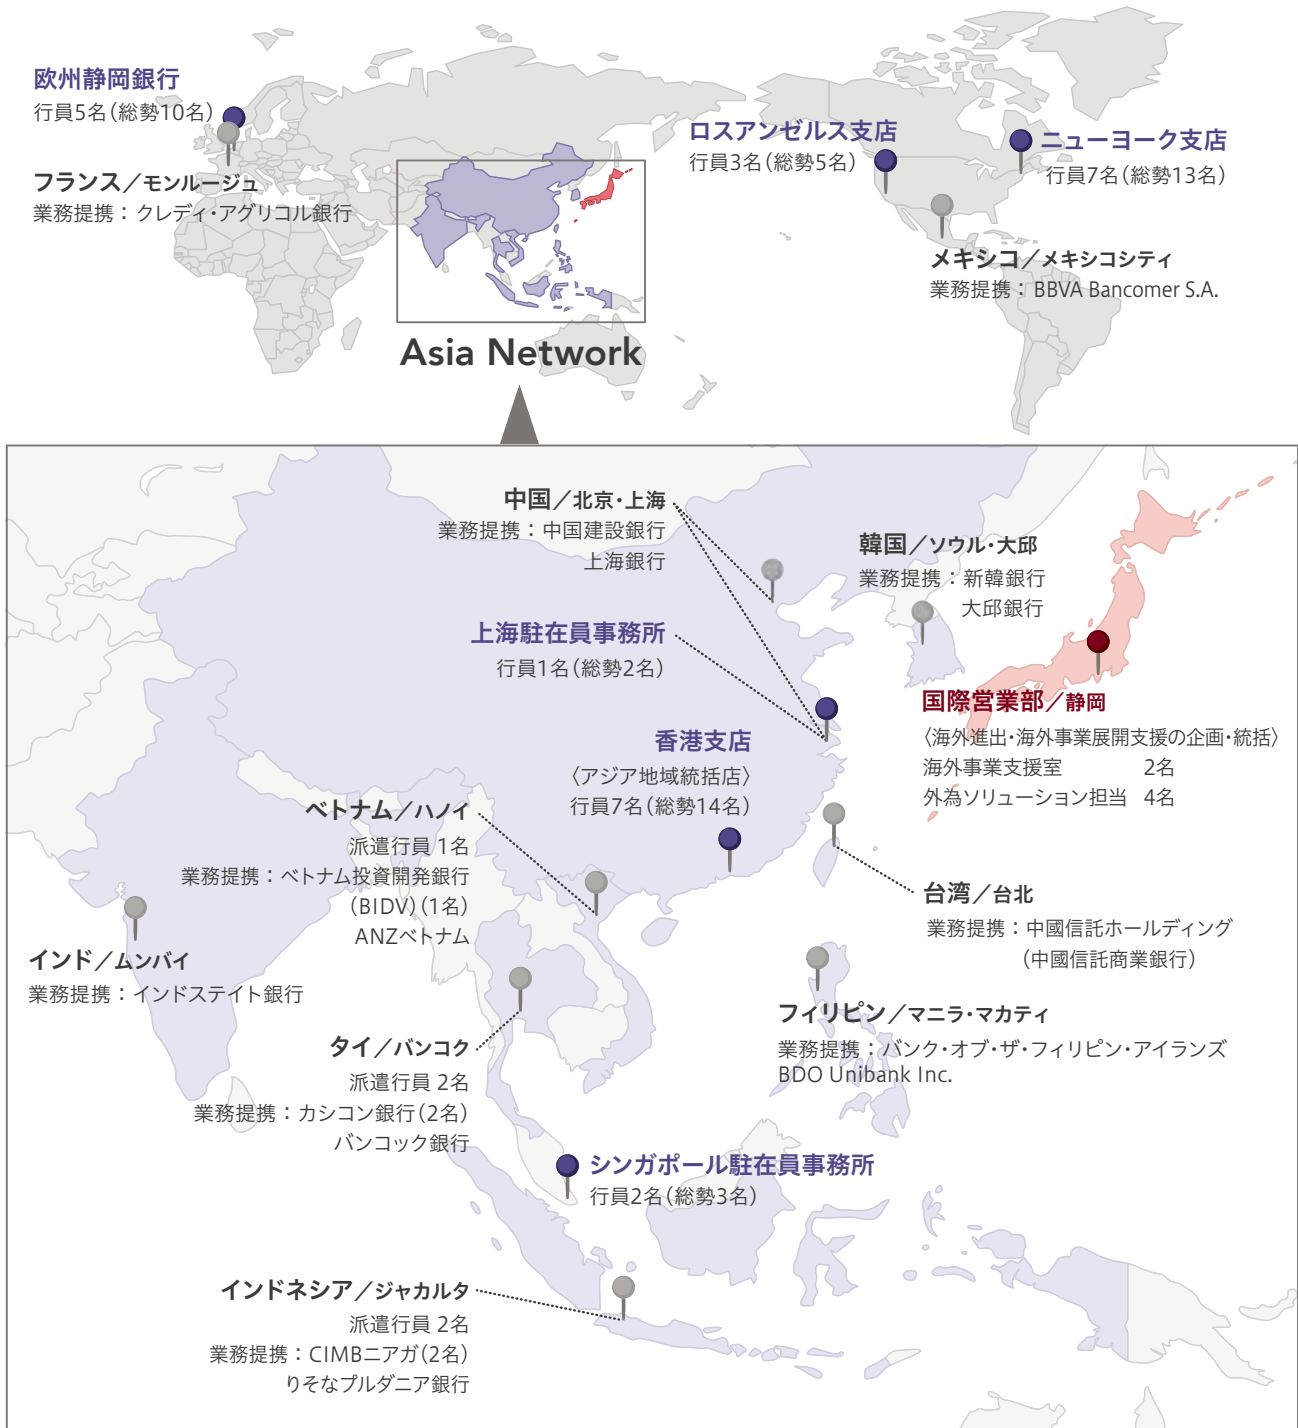 欧州静岡銀行
行員5名(総勢10名)
フランス／モンルージュ
業務提携：クレディ・アグリコル銀行
ロスアンゼルス支店
行員3名(総勢5名)
ニューヨーク支店
行員7名(総勢13名)
メキシコ／メキシコシティ
業務提携：BBVA Bancomer S.A.
Asia Network
中国／北京・上海
業務提携：中国建設銀行
上海銀行
韓国／ソウル・大邱
業務提携：新韓銀行
大邱銀行
上海駐在員事務所
行員1名(総勢2名)
国際営業部／静岡
〈海外進出・海外事業展開支援の企画・統括〉
海外事業支援室 2名
外為ソリューション担当 4名
香港支店
〈アジア地域統括店〉
行員7名(総勢14名)
ベトナム／ハノイ
派遣行員 1名
業務提携：ベトナム投資開発銀行
(BIDV)(1名)
ANZベトナム
台湾／台北
業務提携：中國信託ホールディング
(中國信託商業銀行)
インド／ムンバイ
業務提携：インドステイト銀行
フィリピン／マニラ・マカティ
業務提携：バンク・オブ・ザ・フィリピン・アイランズ
BDO Unibank Inc.
タイ／バンコク
派遣行員 2名
業務提携：カシコン銀行(2名)
バンコック銀行
シンガポール駐在員事務所
行員2名(総勢3名)
インドネシア／ジャカルタ
派遣行員 2名
業務提携：CIMBニアガ(2名)
りそなプルダニア銀行